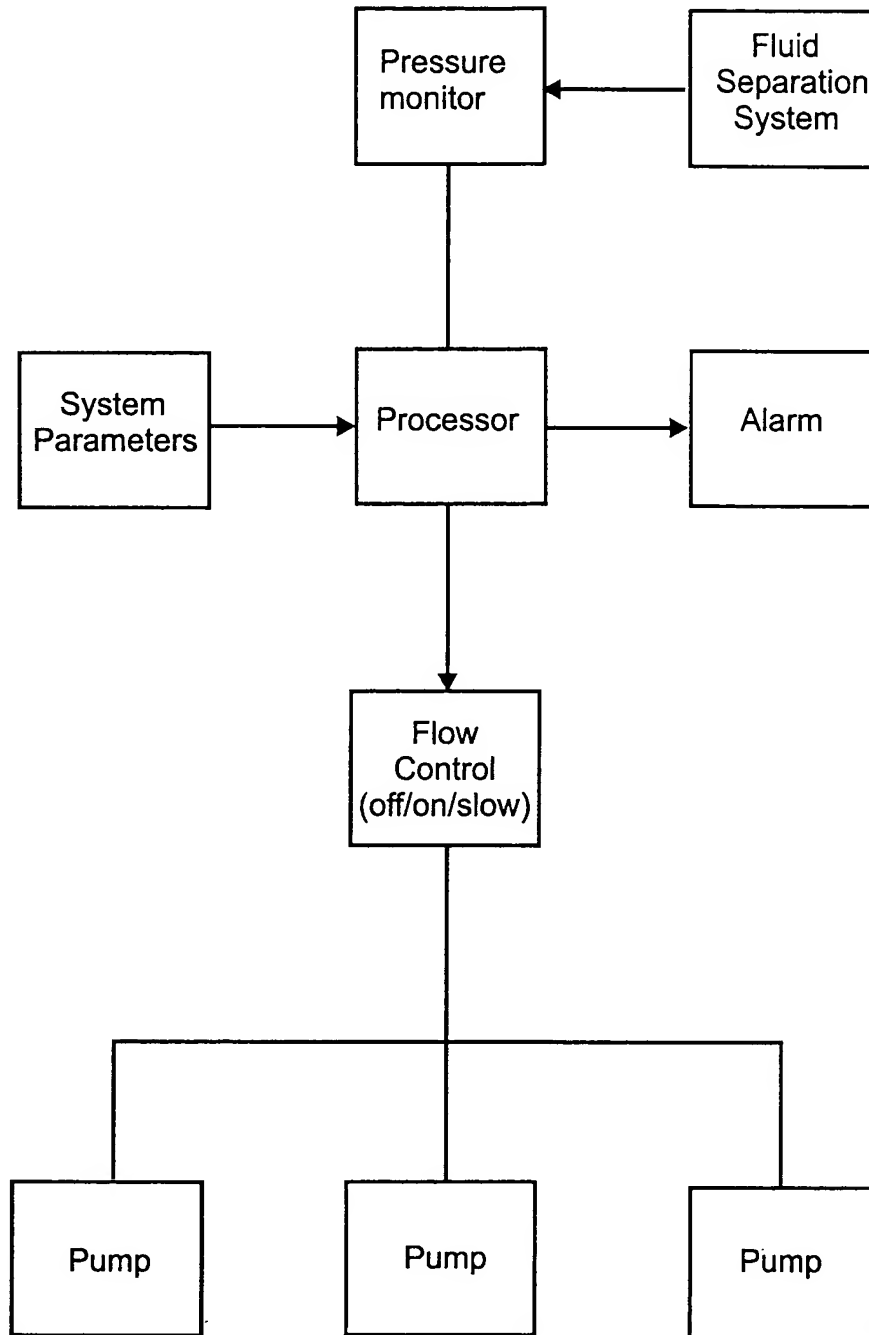 Pressure
monitor
Fluid
Separation
System
System
Parameters
Processor
Alarm
Flow
Control
(off/on/slow)
Pump
Pump
Pump